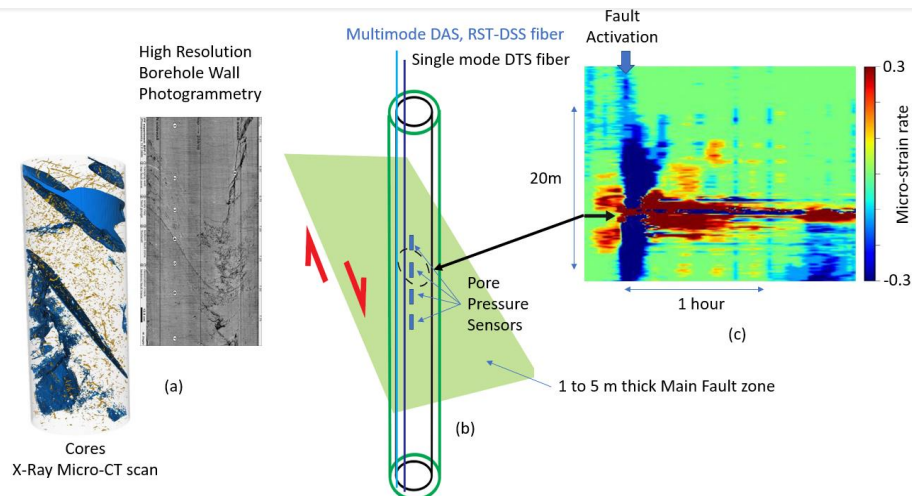 High Resolution
Borehole Wall
Photogrammetry
Cores
X-Ray Micro-CT scan
(a)
Multimode DAS, RST-DSS fiber
Single mode DTS fiber
Pore
Pressure
Sensors
1 to 5 m thick Main Fault zone
(b)
Fault
Activation
20m
1 hour
(c)
0.3
Micro-strain rate
-0.3